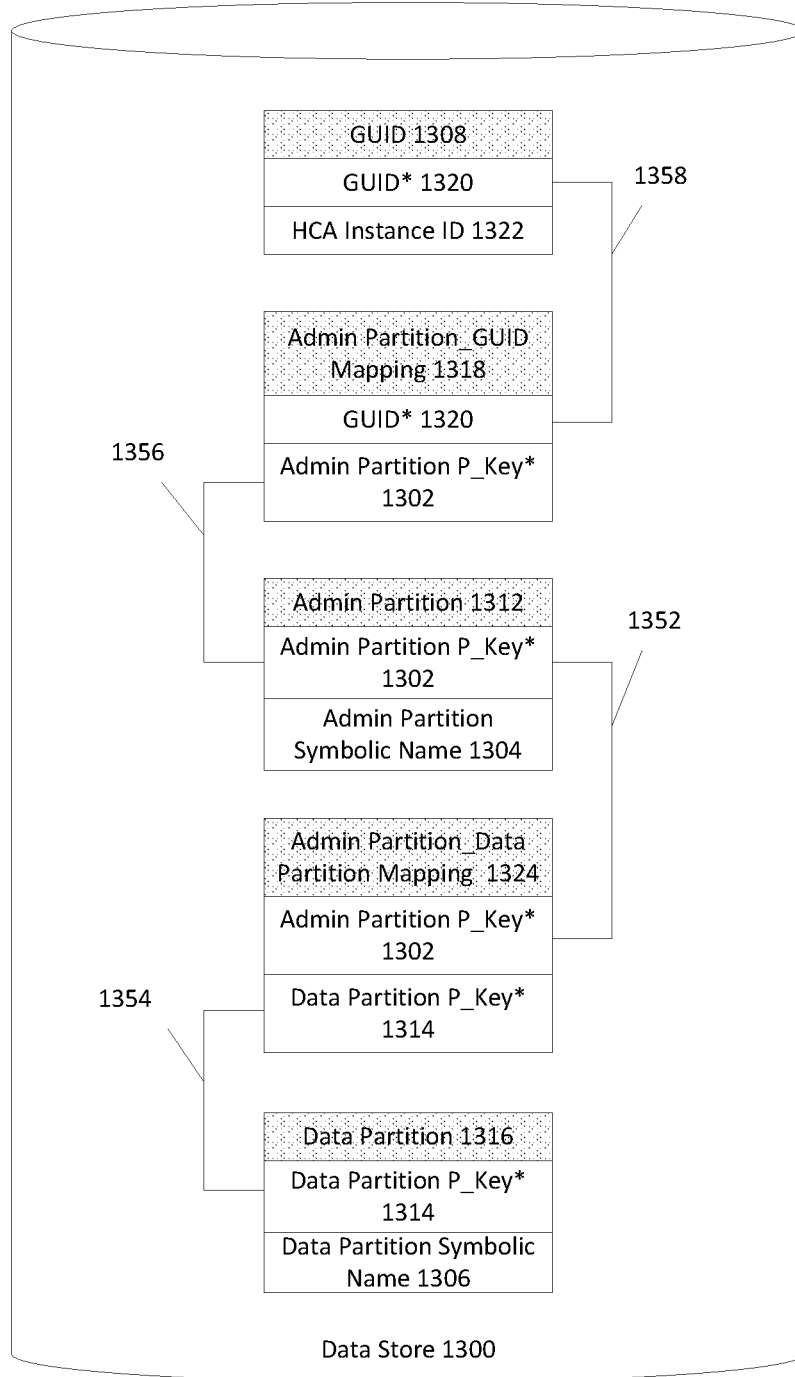 GUID 1308
GUID* 1320
1358
HCA Instance ID 1322
Admin Partition_GUID
Mapping 1318
GUID* 1320
1356
Admin Partition P_Key*
1302
Admin Partition 1312
1352
Admin Partition P_Key*
1302
Admin Partition
Symbolic Name 1304
Admin Partition_Data
Partition Mapping 1324
Admin Partition P_Key*
1302
1354
Data Partition P_Key*
1314
Data Partition 1316
Data Partition P_Key*
1314
Data Partition Symbolic
Name 1306
Data Store 1300